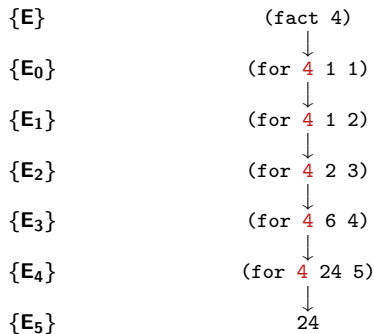 {E} (fact 4)
{E₀} (for 4 1 1)
{E₁} (for 4 1 2)
{E₂} (for 4 2 3)
{E₃} (for 4 6 4)
{E₄} (for 4 24 5)
{E₅} 24